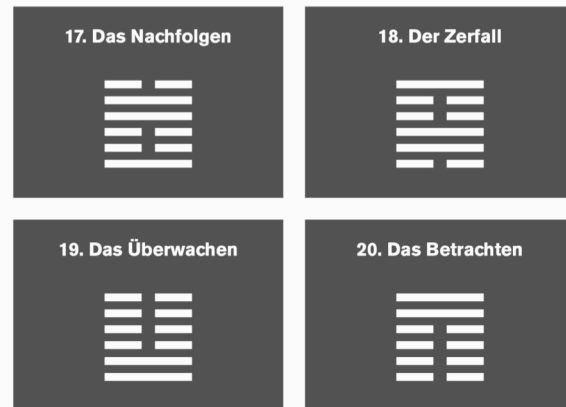 17. Das Nachfolgen
18. Der Zerfall
19. Das Überwachen
20. Das Betrachten